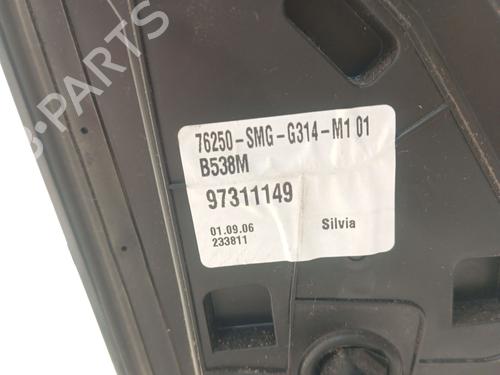 B-PARTS
76250-SMG-G314-M1 01
B538M
97311149
01.09.06
233811
Silvia